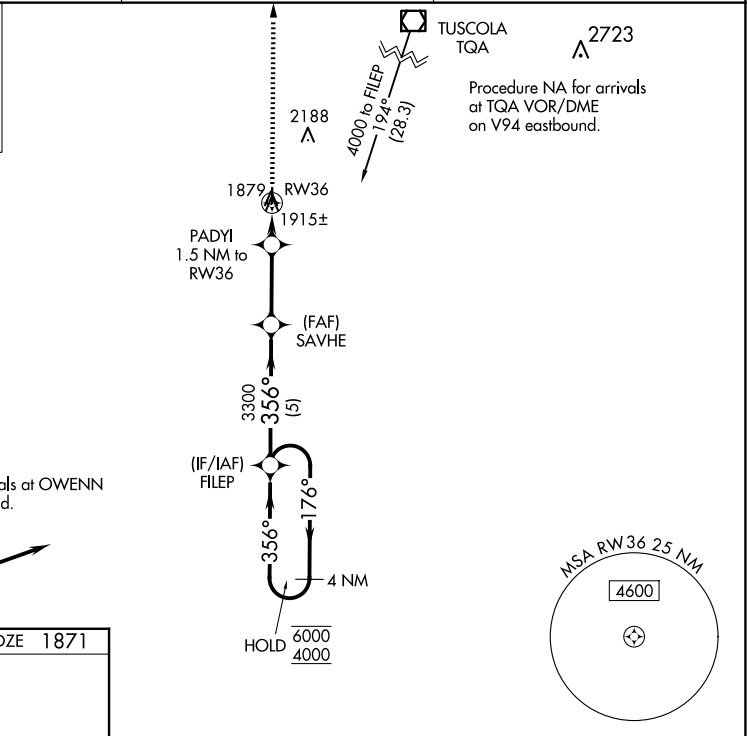 TUSCOLA
TQA
2723
Procedure NA for arrivals
at TQA VOR/DME
on V94 eastbound.
4000 to FILEP
194°
(28.3)
2188
1879
RW36
1915±
PADYI
1.5 NM to
RW36
(FAF)
SAVHE
3300
356°
(5)
(IF/IAF)
FILEP
356°
176°
4 NM
HOLD
6000
4000
als at OWENN
d.
MSA RW36 25 NM
4600
DZE 1871